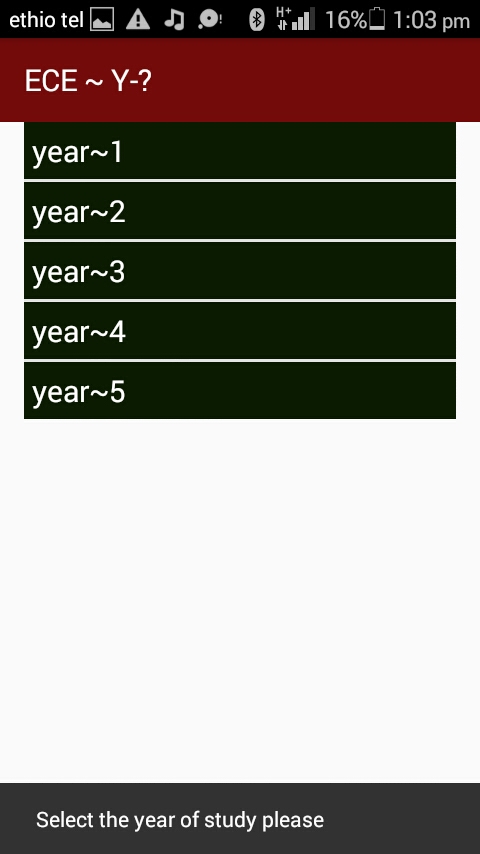 ethio tel H+ 16% 1:03 pm
ECE ~ Y-?
year~1
year~2
year~3
year~4
year~5
Select the year of study please